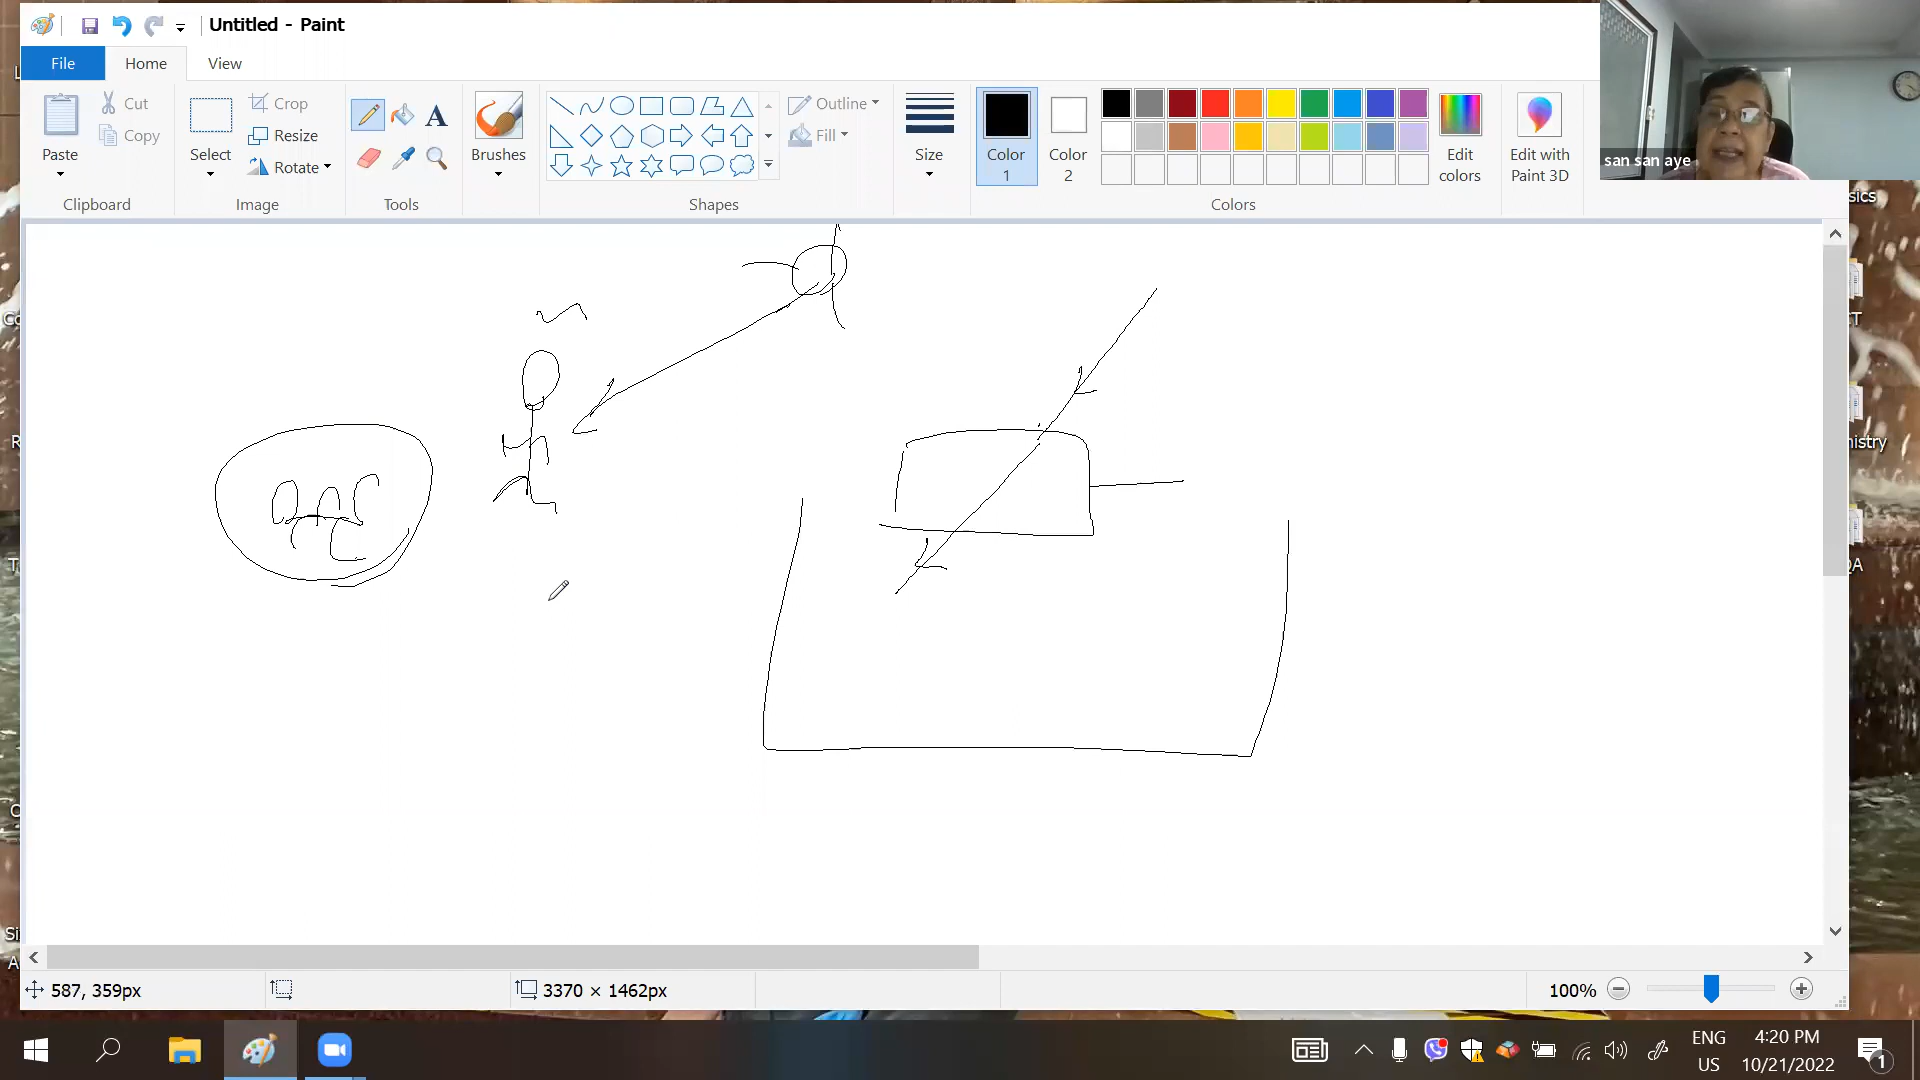 Untitled - Paint
san san aye
File
Home
View
Paste
Cut
Copy
Clipboard
Select
Crop
Resize
Rotate
Image
Tools
Brushes
Shapes
Outline
Fill
Size
Color 1
Color 2
Edit colors
Edit with Paint 3D
Colors
587, 359px
3370 × 1462px
100%
ENG
US
4:20 PM
10/21/2022
1